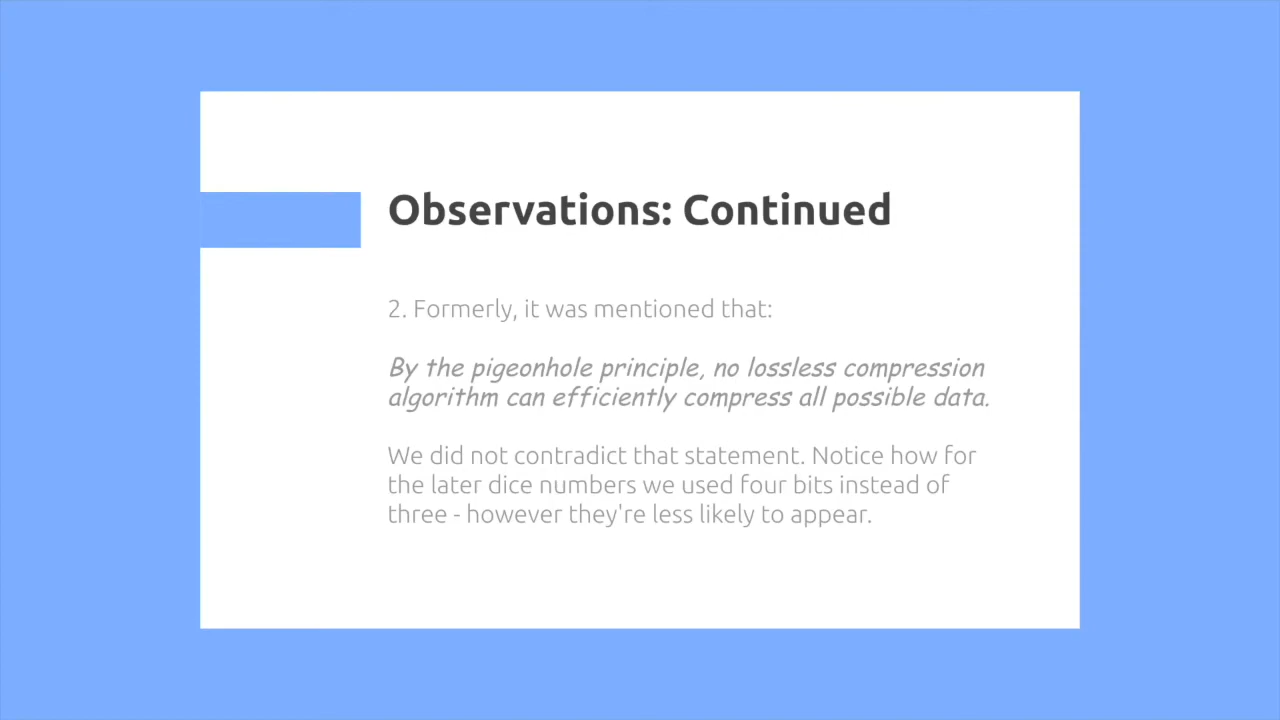 Observations: Continued
2. Formerly, it was mentioned that:
By the pigeonhole principle, no lossless compression
algorithm can efficiently compress all possible data.
We did not contradict that statement. Notice how for
the later dice numbers we used four bits instead of
three - however they're less likely to appear.